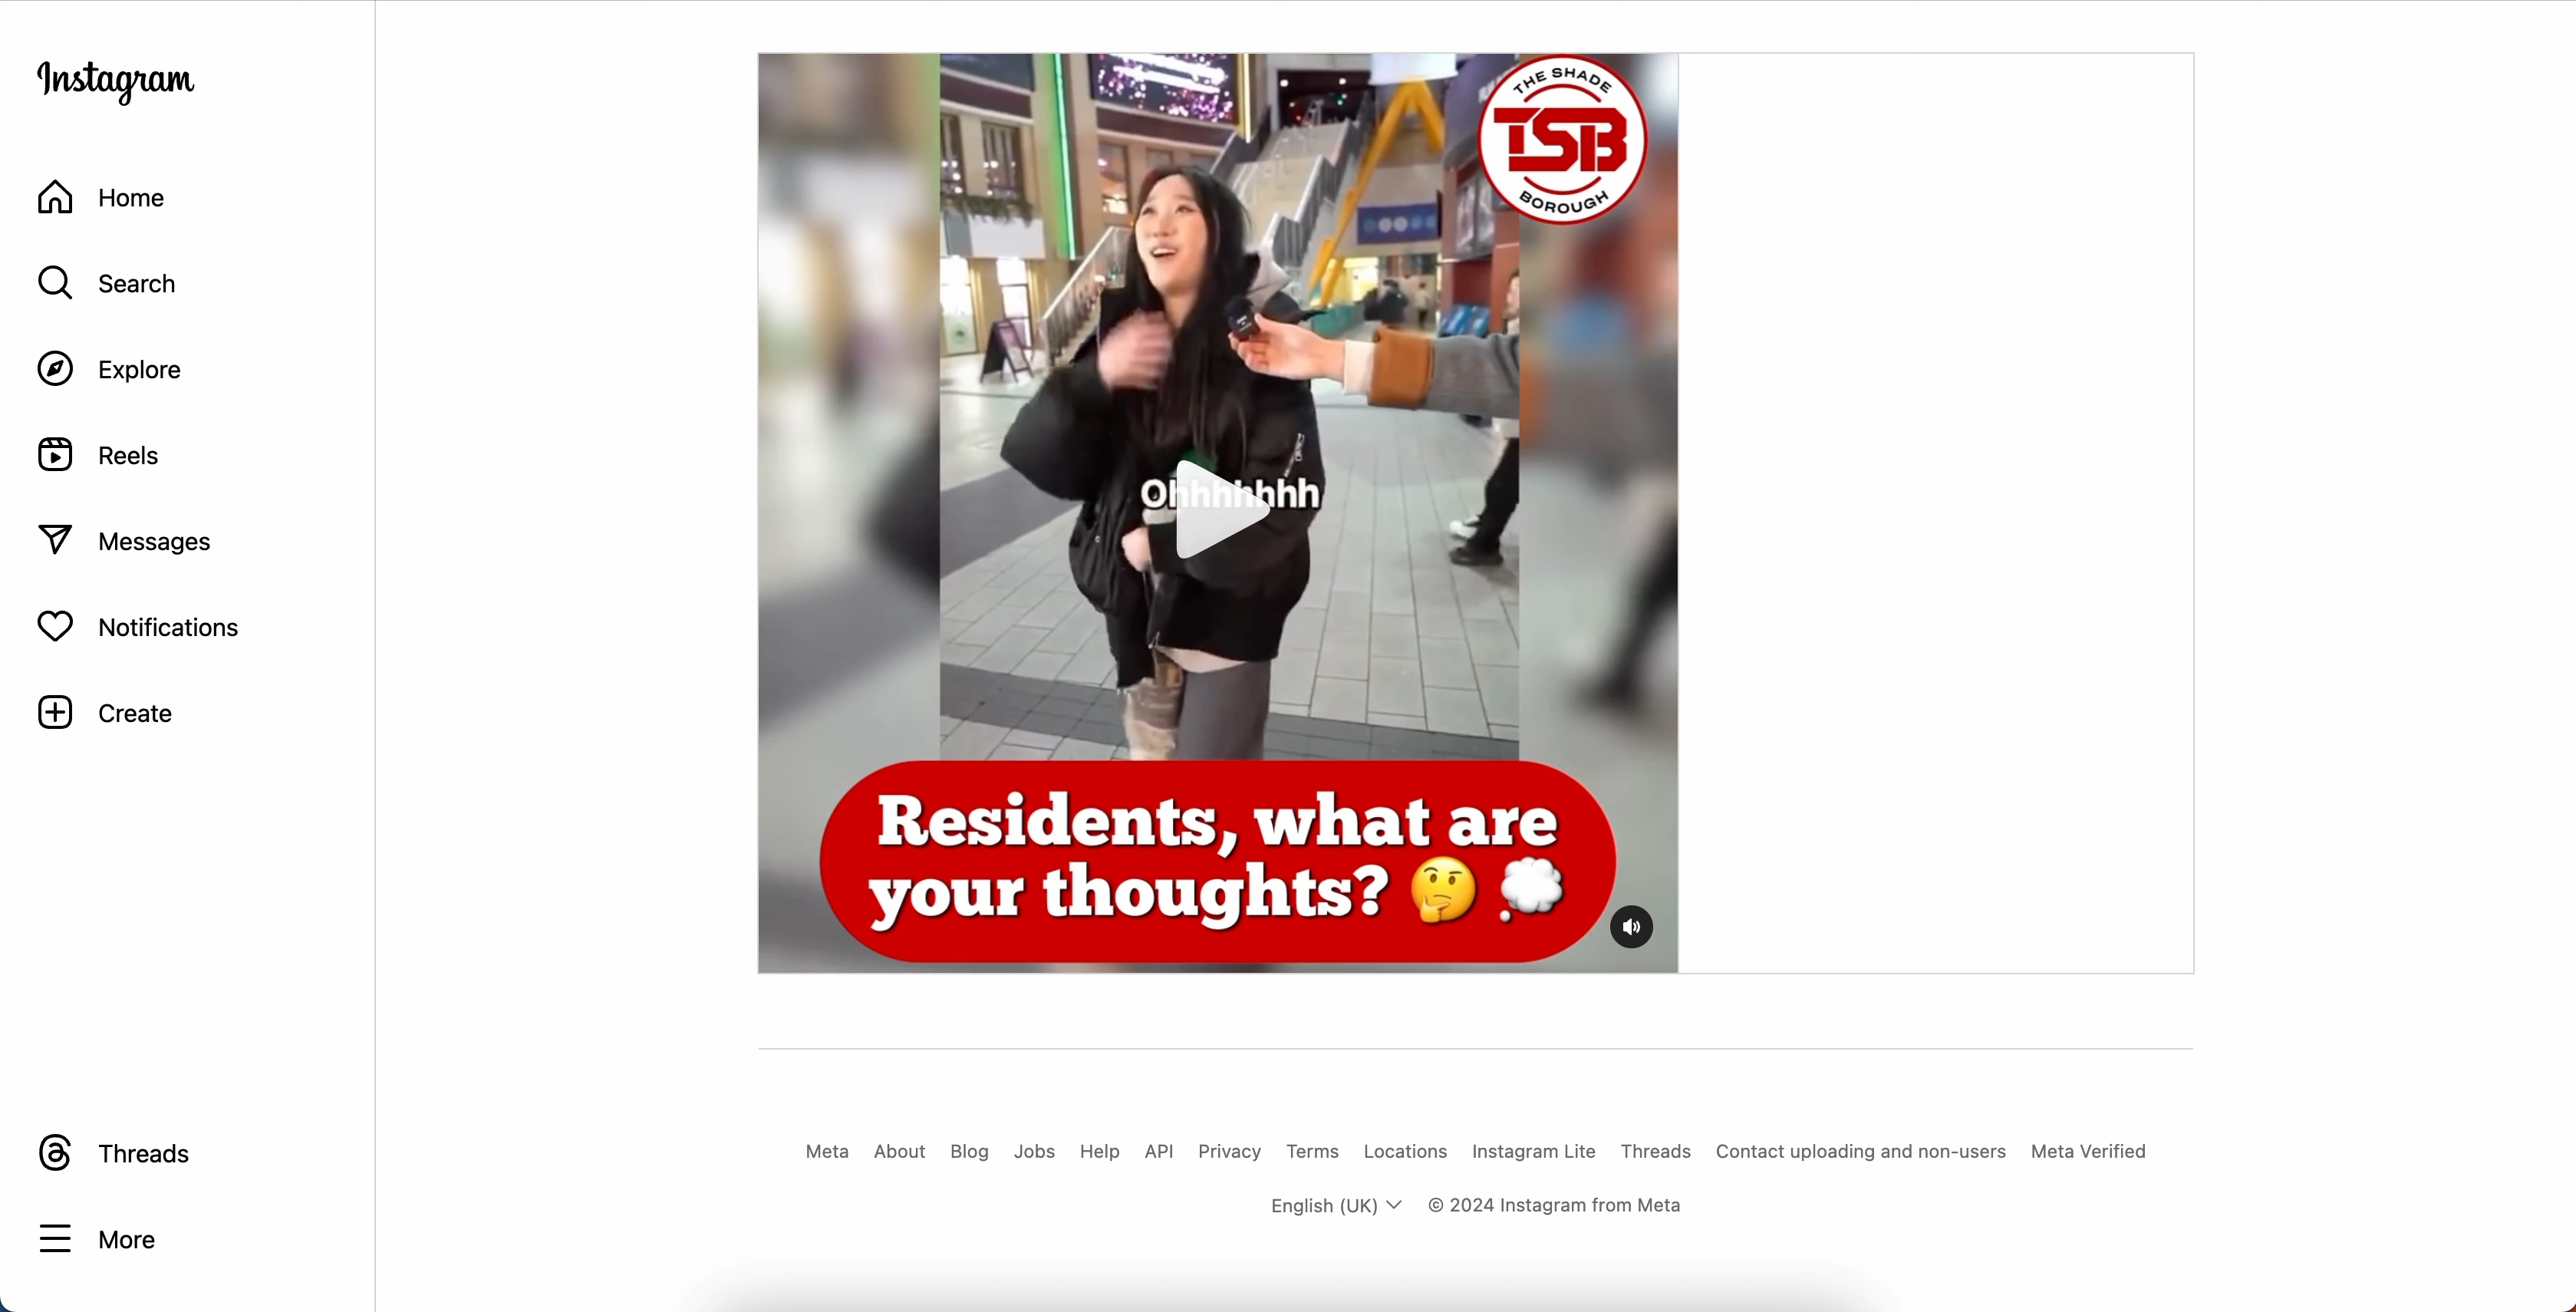 Instagram
Home
Search
Explore
Reels
Messages
Notifications
Create
Threads
More
THE SHADE
TSB
BOROUGH
Ohhhhhhh
Residents, what are
your thoughts? 🤔 💭
Meta About Blog Jobs Help API Privacy Terms Locations Instagram Lite Threads Contact uploading and non-users Meta Verified
English (UK) © 2024 Instagram from Meta